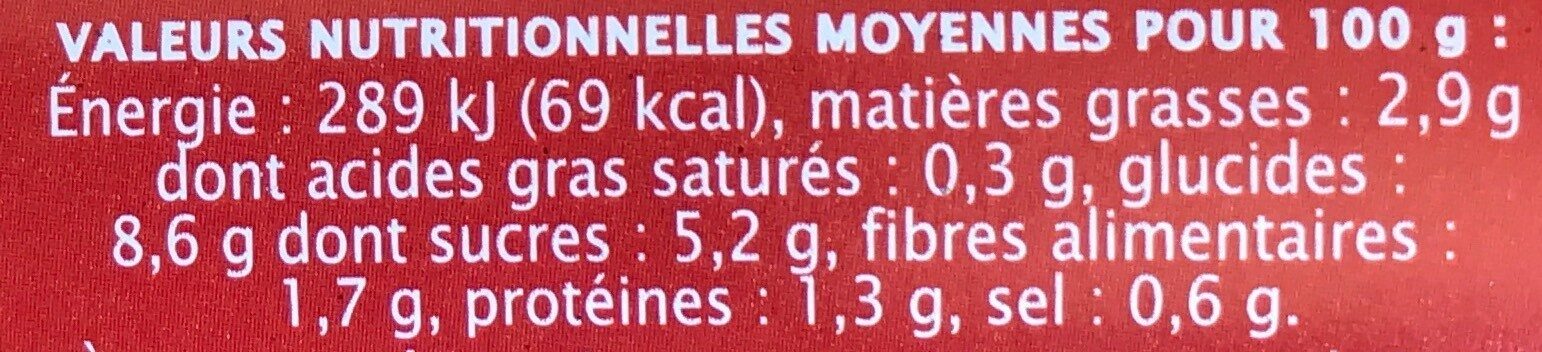 VALEURS NUTRITIONNELLES MOYENNES POUR 100 g :
Énergie : 289 kJ (69 kcal), matières grasses : 2,9 g
dont acides gras saturés : 0,3 g, glucides :
8,6 g dont sucres : 5,2 g, fibres alimentaires :
1,7 g, protéines : 1,3 g, sel : 0,6 g.